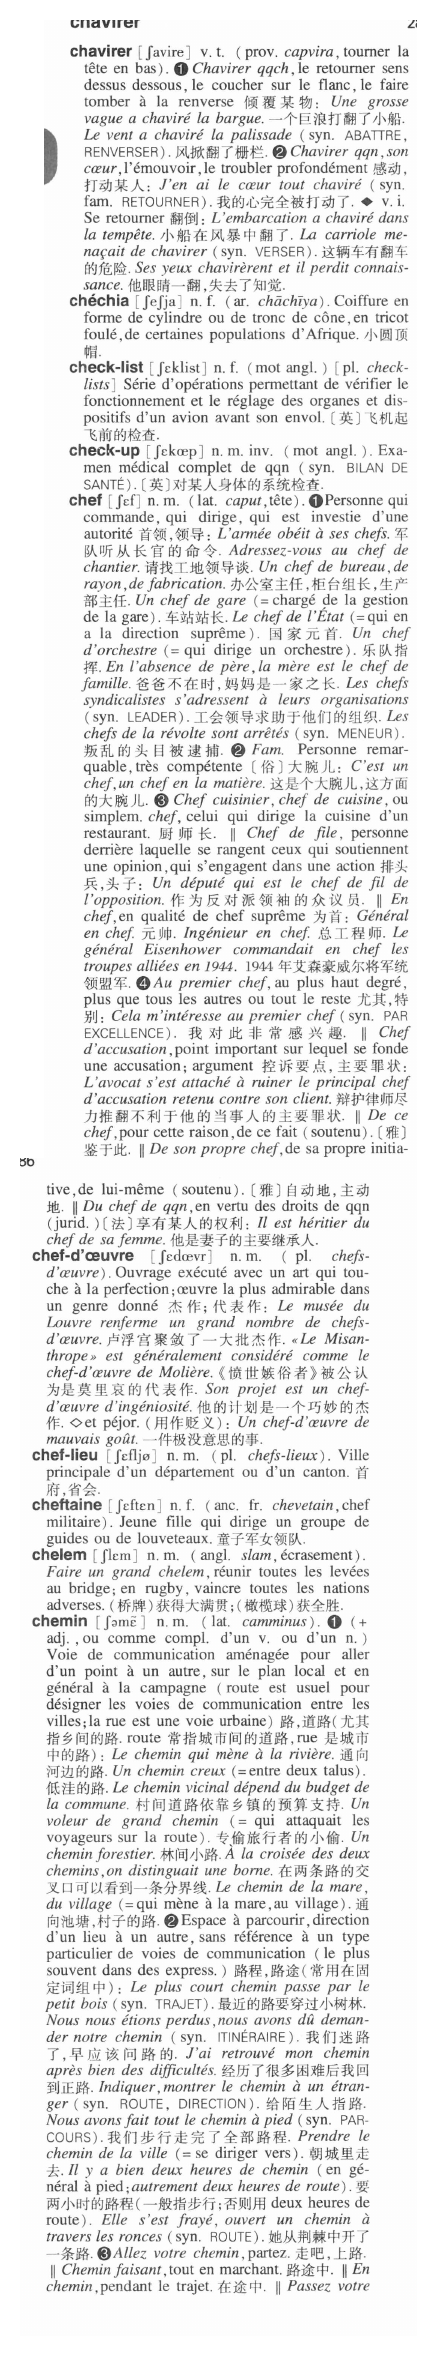 chavirer
chavirer [ʃavire] v. t. ( prov. capvira, tourner la
tête en bas). ❶ Chavirer qqch, le retourner sens
dessus dessous, le coucher sur le flanc, le faire
tomber à la renverse 倾覆某物: Une grosse
vague a chaviré la bargue. 一个巨浪打翻了小船.
Le vent a chaviré la palissade ( syn. ABATTRE,
RENVERSER). 风掀翻了栅栏. ❷ Chavirer qqn, son
cœur, l'émouvoir, le troubler profondément 感动,
打动某人: J'en ai le cœur tout chaviré ( syn.
fam. RETOURNER). 我的心完全被打动了. ◆ v. i.
Se retourner 翻倒: L'embarcation a chaviré dans
la tempête. 小船在风暴中翻了. La carriole me-
naçait de chavirer ( syn. VERSER). 这辆车有翻车
的危险. Ses yeux chavirèrent et il perdit connais-
sance. 他眼睛一翻,失去了知觉.
chéchia [ʃeʃja] n. f. ( ar. chāchīya). Coiffure en
forme de cylindre ou de tronc de cône, en tricot
foulé, de certaines populations d'Afrique. 小圆顶
帽.
check-list [ʃɛklist] n. f. ( mot angl. ) [ pl. check-
lists] Série d'opérations permettant de vérifier le
fonctionnement et le réglage des organes et dis-
positifs d'un avion avant son envol. 〔英〕飞机起
飞前的检查.
check-up [ʃɛkœp] n. m. inv. ( mot angl. ). Exa-
men médical complet de qqn ( syn. BILAN DE
SANTÉ). 〔英〕对某人身体的系统检查.
chef [ʃɛf] n. m. ( lat. caput, tête). ❶Personne qui
commande, qui dirige, qui est investie d'une
autorité 首领,领导: L'armée obéit à ses chefs. 军
队听从长官的命令. Adressez-vous au chef de
chantier. 请找工地领导谈. Un chef de bureau, de
rayon, de fabrication. 办公室主任,柜台组长,生产
部主任. Un chef de gare ( = chargé de la gestion
de la gare). 车站站长. Le chef de l'État ( = qui en
a la direction suprême). 国家元首. Un chef
d'orchestre ( = qui dirige un orchestre). 乐队指
挥. En l'absence de père, la mère est le chef de
famille. 爸爸不在时,妈妈是一家之长. Les chefs
syndicalistes s'adressent à leurs organisations
( syn. LEADER). 工会领导求助于他们的组织. Les
chefs de la révolte sont arrêtés ( syn. MENEUR).
叛乱的头目被逮捕. ❷ Fam. Personne remar-
quable, très compétente 〔俗〕大腕儿: C'est un
chef, un chef en la matière. 这是个大腕儿,这方面
的大腕儿. ❸ Chef cuisinier, chef de cuisine, ou
simplem. chef, celui qui dirige la cuisine d'un
restaurant. 厨师长. ‖ Chef de file, personne
derrière laquelle se rangent ceux qui soutiennent
une opinion, qui s'engagent dans une action 排头
兵,头子: Un député qui est le chef de fil de
l'opposition. 作为反对派领袖的众议员. ‖ En
chef, en qualité de chef suprême 为首: Général
en chef. 元帅. Ingénieur en chef. 总工程师. Le
général Eisenhower commandait en chef les
troupes alliées en 1944. 1944 年艾森豪威尔将军统
领盟军. ❹ Au premier chef, au plus haut degré,
plus que tous les autres ou tout le reste 尤其,特
别: Cela m'intéresse au premier chef ( syn. PAR
EXCELLENCE). 我对此非常感兴趣. ‖ Chef
d'accusation, point important sur lequel se fonde
une accusation; argument 控诉要点,主要罪状:
L'avocat s'est attaché à ruiner le principal chef
d'accusation retenu contre son client. 辩护律师尽
力推翻不利于他的当事人的主要罪状. ‖ De ce
chef, pour cette raison, de ce fait ( soutenu). 〔雅〕
鉴于此. ‖ De son propre chef, de sa propre initia-
tive, de lui-même ( soutenu). 〔雅〕自动地,主动
地. ‖ Du chef de qqn, en vertu des droits de qqn
(jurid. )〔法〕享有某人的权利: Il est héritier du
chef de sa femme. 他是妻子的主要继承人.
chef-d'œuvre [ʃɛdœvr] n. m. ( pl. chefs-
d'œuvre). Ouvrage exécuté avec un art qui tou-
che à la perfection; œuvre la plus admirable dans
un genre donné 杰作; 代表作: Le musée du
Louvre renferme un grand nombre de chefs-
d'œuvre. 卢浮宫聚敛了一大批杰作. «Le Misan-
thrope» est généralement considéré comme le
chef-d'œuvre de Molière.《愤世嫉俗者》被公认
为是莫里哀的代表作. Son projet est un chef-
d'œuvre d'ingéniosité. 他的计划是一个巧妙的杰
作. ◇et péjor. (用作贬义): Un chef-d'œuvre de
mauvais goût. 一件极没意思的事.
chef-lieu [ʃɛfljø] n. m. ( pl. chefs-lieux). Ville
principale d'un département ou d'un canton. 首
府,省会.
cheftaine [ʃɛftɛn] n. f. ( anc. fr. chevetain, chef
militaire). Jeune fille qui dirige un groupe de
guides ou de louveteaux. 童子军女领队.
chelem [ʃlɛm] n. m. ( angl. slam, écrasement).
Faire un grand chelem, réunir toutes les levées
au bridge; en rugby, vaincre toutes les nations
adverses. (桥牌)获得大满贯;(橄榄球)获全胜.
chemin [ʃəmɛ̃] n. m. ( lat. camminus). ❶ ( +
adj. , ou comme compl. d'un v. ou d'un n. )
Voie de communication aménagée pour aller
d'un point à un autre, sur le plan local et en
général à la campagne ( route est usuel pour
désigner les voies de communication entre les
villes; la rue est une voie urbaine) 路,道路(尤其
指乡间的路. route 常指城市间的道路, rue 是城市
中的路): Le chemin qui mène à la rivière. 通向
河边的路. Un chemin creux ( = entre deux talus).
低洼的路. Le chemin vicinal dépend du budget de
la commune. 村间道路依靠乡镇的预算支持. Un
voleur de grand chemin ( = qui attaquait les
voyageurs sur la route). 专偷旅行者的小偷. Un
chemin forestier. 林间小路. À la croisée des deux
chemins, on distinguait une borne. 在两条路的交
叉口可以看到一条分界线. Le chemin de la mare,
du village ( = qui mène à la mare, au village). 通
向池塘,村子的路. ❷Espace à parcourir, direction
d'un lieu à un autre, sans référence à un type
particulier de voies de communication ( le plus
souvent dans des express. ) 路程,路途(常用在固
定词组中): Le plus court chemin passe par le
petit bois ( syn. TRAJET). 最近的路要穿过小树林.
Nous nous étions perdus, nous avons dû deman-
der notre chemin ( syn. ITINÉRAIRE). 我们迷路
了,早应该问路的. J'ai retrouvé mon chemin
après bien des difficultés. 经历了很多困难后我回
到正路. Indiquer, montrer le chemin à un étran-
ger ( syn. ROUTE, DIRECTION). 给陌生人指路.
Nous avons fait tout le chemin à pied ( syn. PAR-
COURS). 我们步行走完了全部路程. Prendre le
chemin de la ville ( = se diriger vers). 朝城里走
去. Il y a bien deux heures de chemin ( en gé-
néral à pied; autrement deux heures de route). 要
两小时的路程(一般指步行;否则用 deux heures de
route). Elle s'est frayé, ouvert un chemin à
travers les ronces ( syn. ROUTE). 她从荆棘中开了
一条路. ❸Allez votre chemin, partez. 走吧,上路.
‖ Chemin faisant, tout en marchant. 路途中. ‖ En
chemin, pendant le trajet. 在途中. ‖ Passez votre